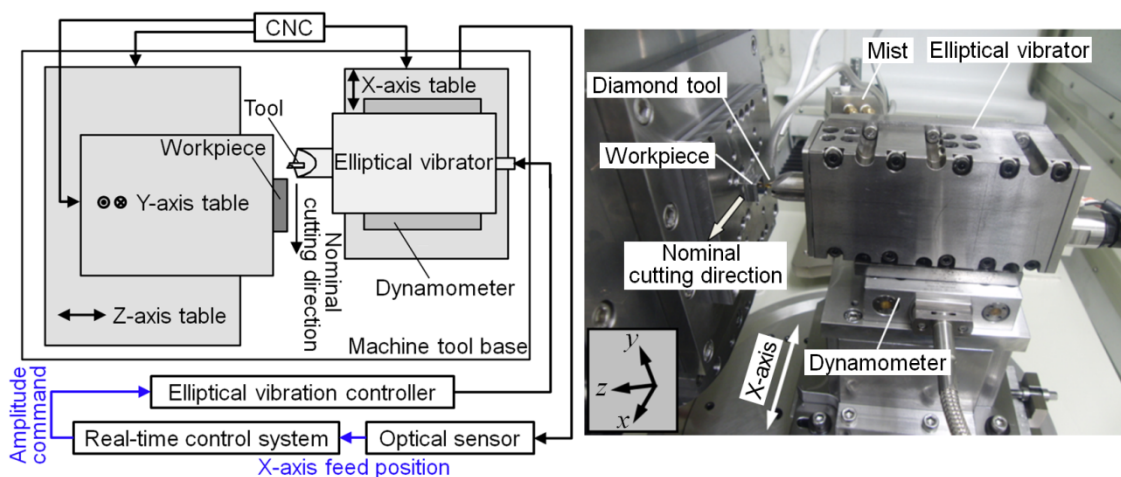 CNC
X-axis table
Tool
Workpiece
Elliptical vibrator
Y-axis table
Nominal
cutting direction
Dynamometer
Z-axis table
Machine tool base
Amplitude
command
Elliptical vibration controller
Real-time control system
Optical sensor
X-axis feed position
Elliptical vibrator
Mist
Diamond tool
Workpiece
Nominal
cutting direction
X-axis
Dynamometer
y
z
x